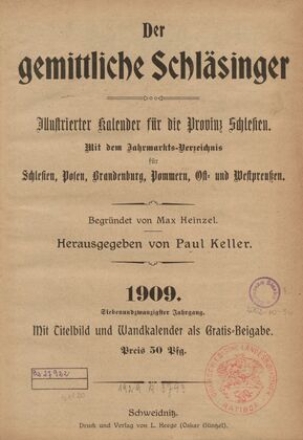 Der
gemittliche Schläsinger
Illustrierter Kalender für die Provinz Schlesien.
Mit dem Jahrmarkts-Verzeichnis
für
Schlesien, Posen, Brandenburg, Pommern, Ost- und Westpreußen.
Begründet von Max Heinzel.
Herausgegeben von Paul Keller.
1909.
Siebenundzwanzigster Jahrgang.
Mit Titelbild und Wandkalender als Gratis-Beigabe.
Preis 50 Pfg.
Schweidnitz.
Druck und Verlag von L. Heege (Oskar Güntzel).